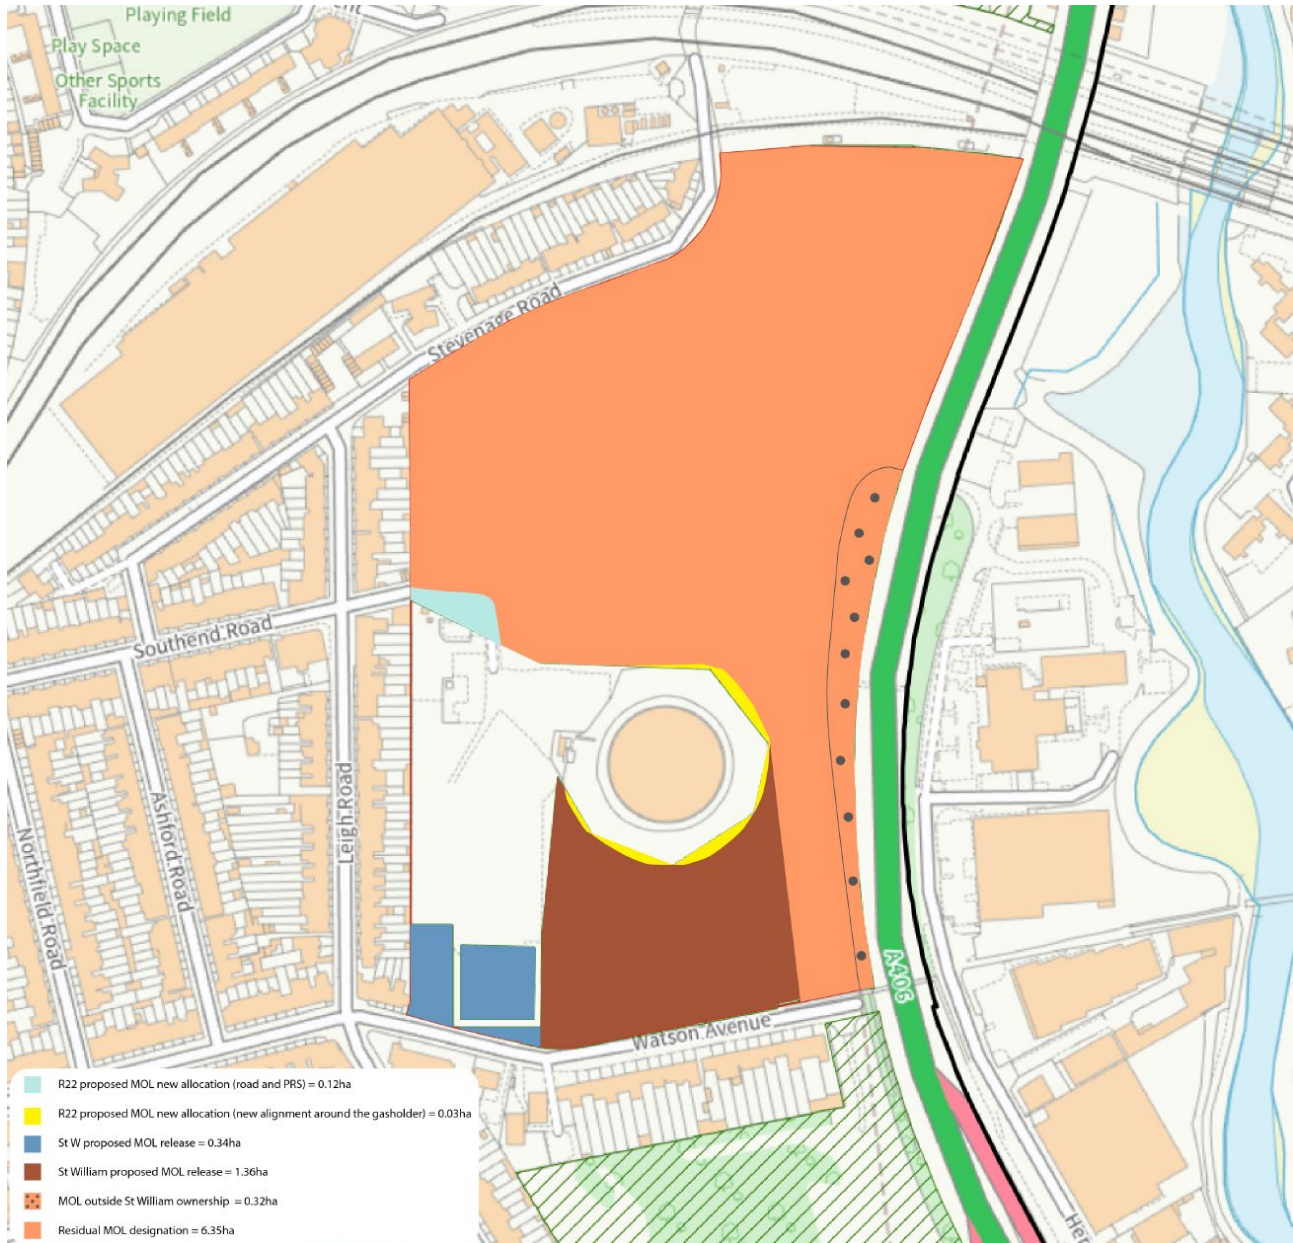 Playing Field
Play Space
Other Sports
Facility
Stevenage Road
Southend Road
Leigh Road
Ashford Road
Northfield Road
A406
Watson Avenue
R22 proposed MOL new allocation (road and PRS) = 0.12ha
R22 proposed MOL new allocation (new alignment around the gasholder) = 0.03ha
St W proposed MOL release = 0.34ha
St William proposed MOL release = 1.36ha
MOL outside St William ownership = 0.32ha
Residual MOL designation = 6.35ha